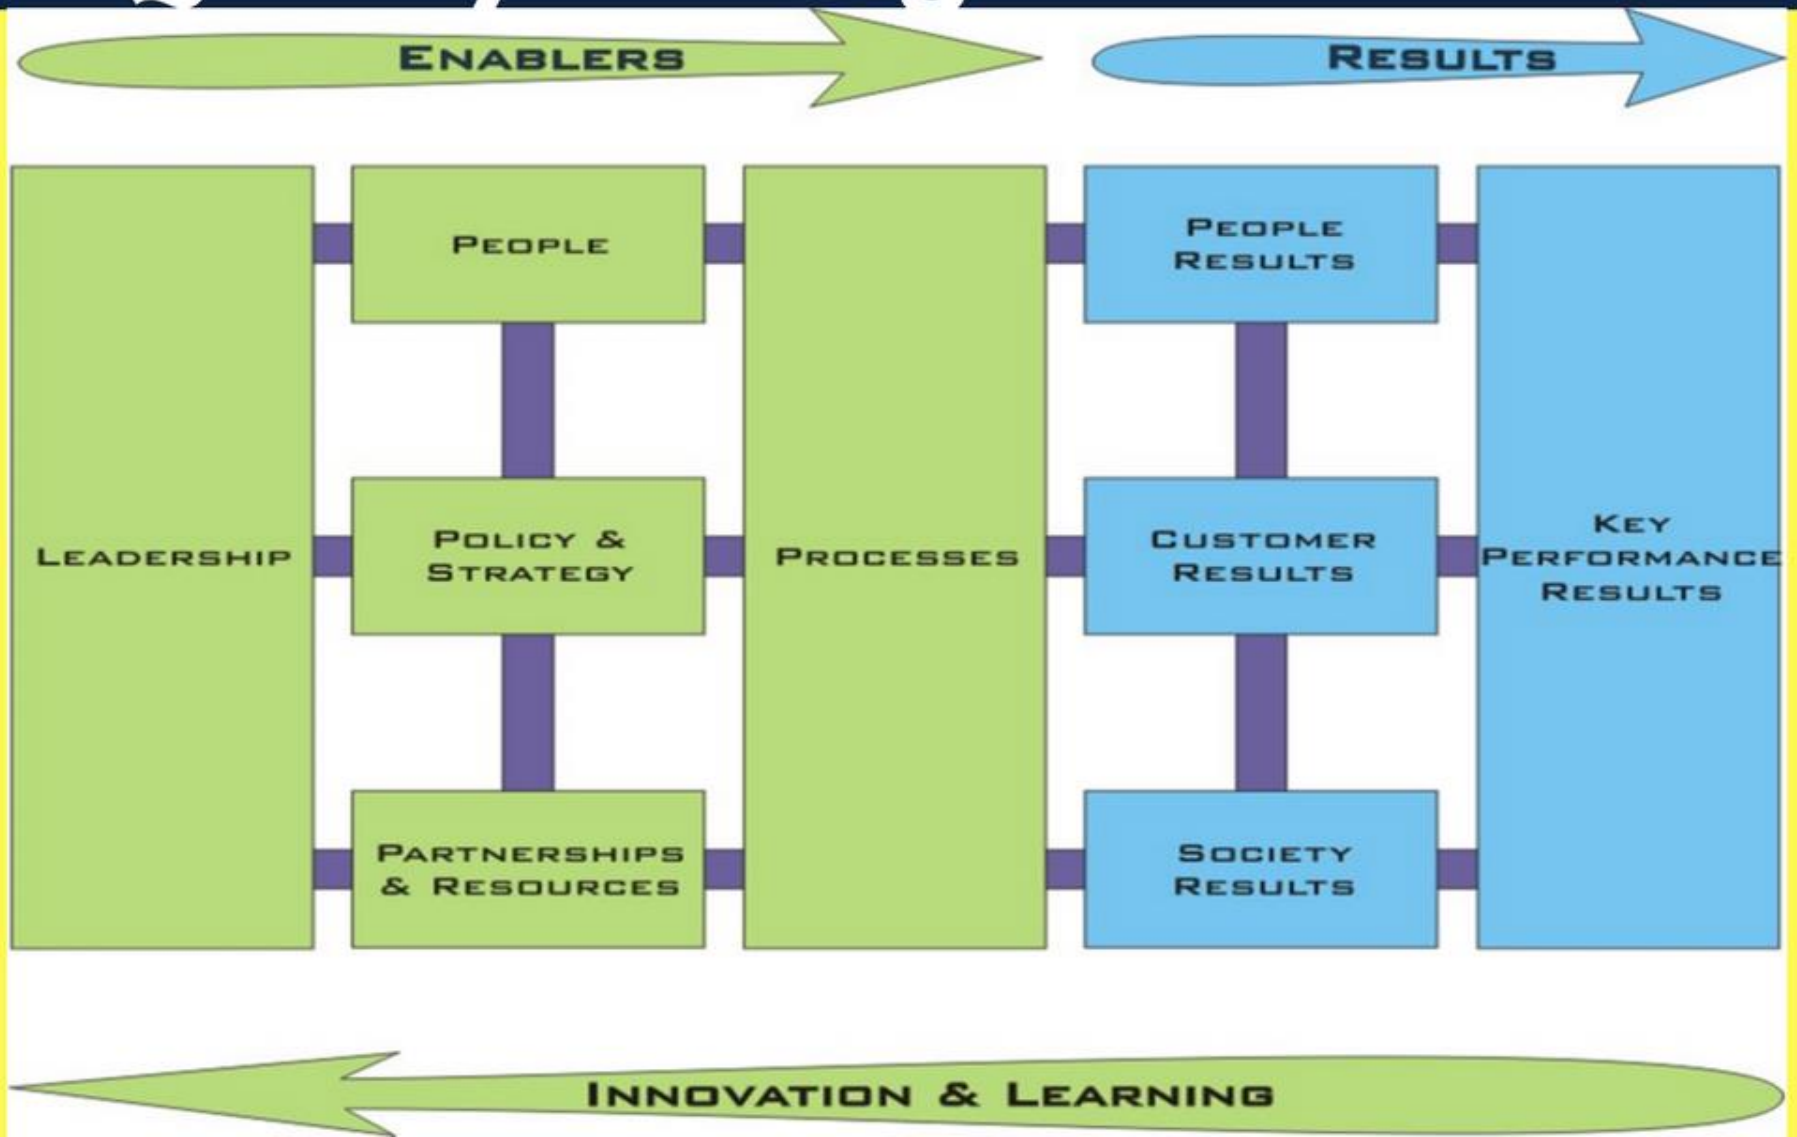 ENABLERS
RESULTS
PEOPLE
PEOPLE
RESULTS
LEADERSHIP
POLICY &
STRATEGY
PROCESSES
CUSTOMER
RESULTS
KEY
PERFORMANCE
RESULTS
PARTNERSHIPS
& RESOURCES
SOCIETY
RESULTS
INNOVATION & LEARNING